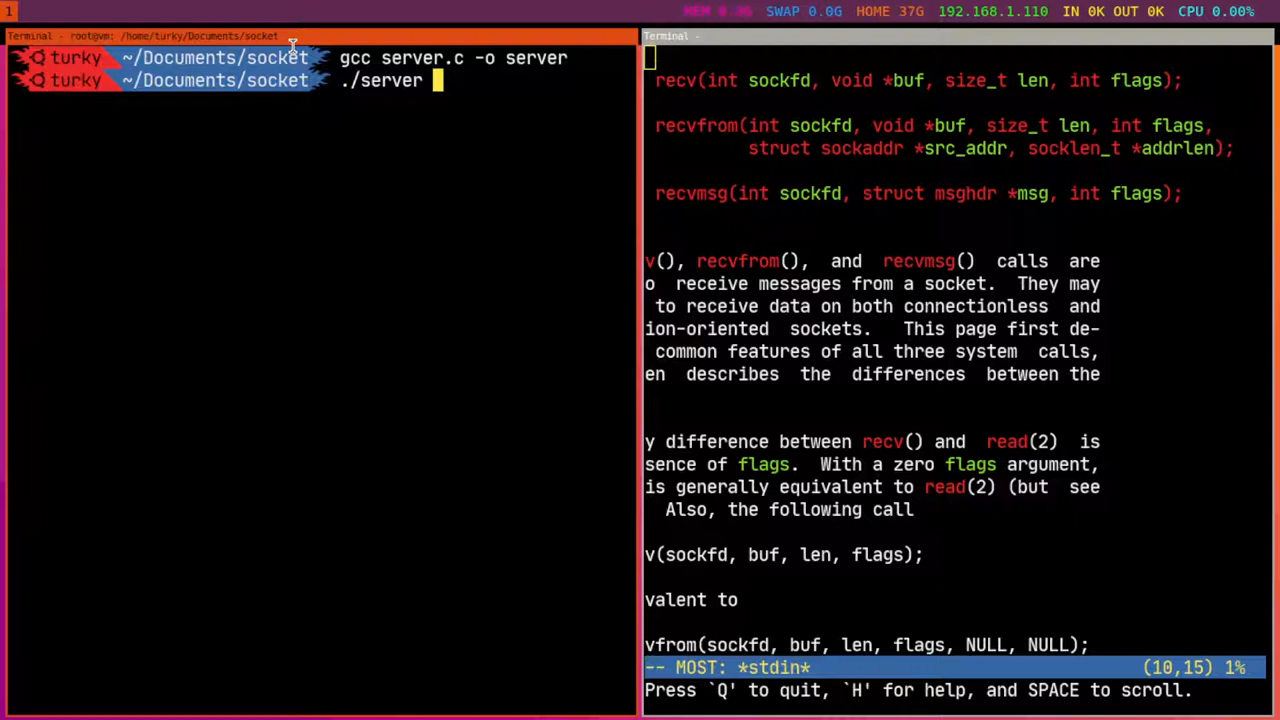 1
MEM 0.3G SWAP 0.0G HOME 37G 192.168.1.110 IN 0K OUT 0K CPU 0.00%
Terminal - root@vm: /home/turky/Documents/socket
turky ~/Documents/socket gcc server.c -o server
turky ~/Documents/socket ./server
Terminal -
recv(int sockfd, void *buf, size_t len, int flags);
recvfrom(int sockfd, void *buf, size_t len, int flags,
struct sockaddr *src_addr, socklen_t *addrlen);
recvmsg(int sockfd, struct msghdr *msg, int flags);
v(), recvfrom(), and recvmsg() calls are
o receive messages from a socket. They may
to receive data on both connectionless and
ion-oriented sockets. This page first de-
common features of all three system calls,
en describes the differences between the
y difference between recv() and read(2) is
sence of flags. With a zero flags argument,
is generally equivalent to read(2) (but see
Also, the following call
v(sockfd, buf, len, flags);
valent to
vfrom(sockfd, buf, len, flags, NULL, NULL);
-- MOST: *stdin* (10,15) 1%
Press `Q' to quit, `H' for help, and SPACE to scroll.